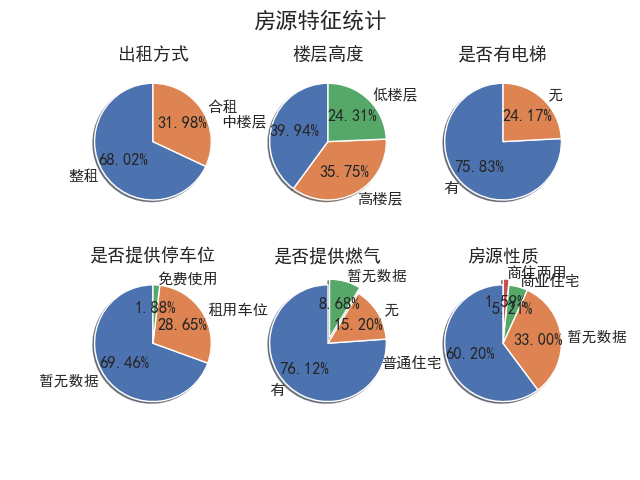 房源特征统计
出租方式
合租
31.98%
68.02%
整租
楼层高度
低楼层
24.31%
中楼层
39.94%
35.75%
高楼层
是否有电梯
无
24.17%
75.83%
有
是否提供停车位
免费使用
1.88%
租用车位
28.65%
69.46%
暂无数据
是否提供燃气
暂无数据
8.68%
无
15.20%
76.12%
有
房源性质
商住两用
1.59%
商业住宅
5.21%
暂无数据
33.00%
60.20%
普通住宅